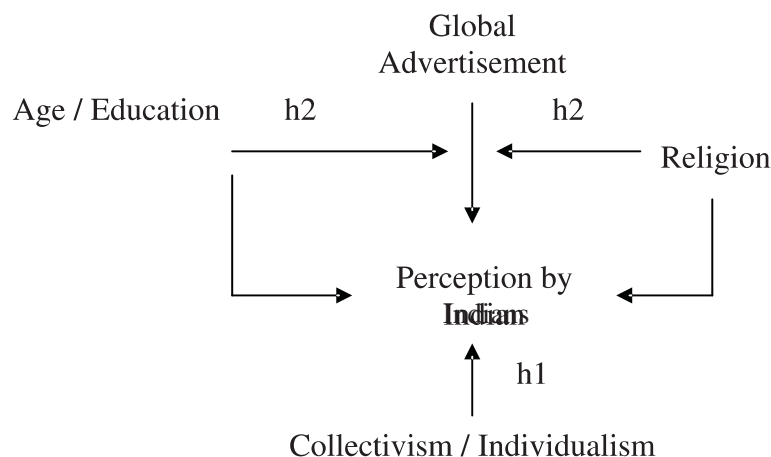 Global
Advertisement
Age / Education
h2
h2
Religion
Perception by
h1
Collectivism / Individualism